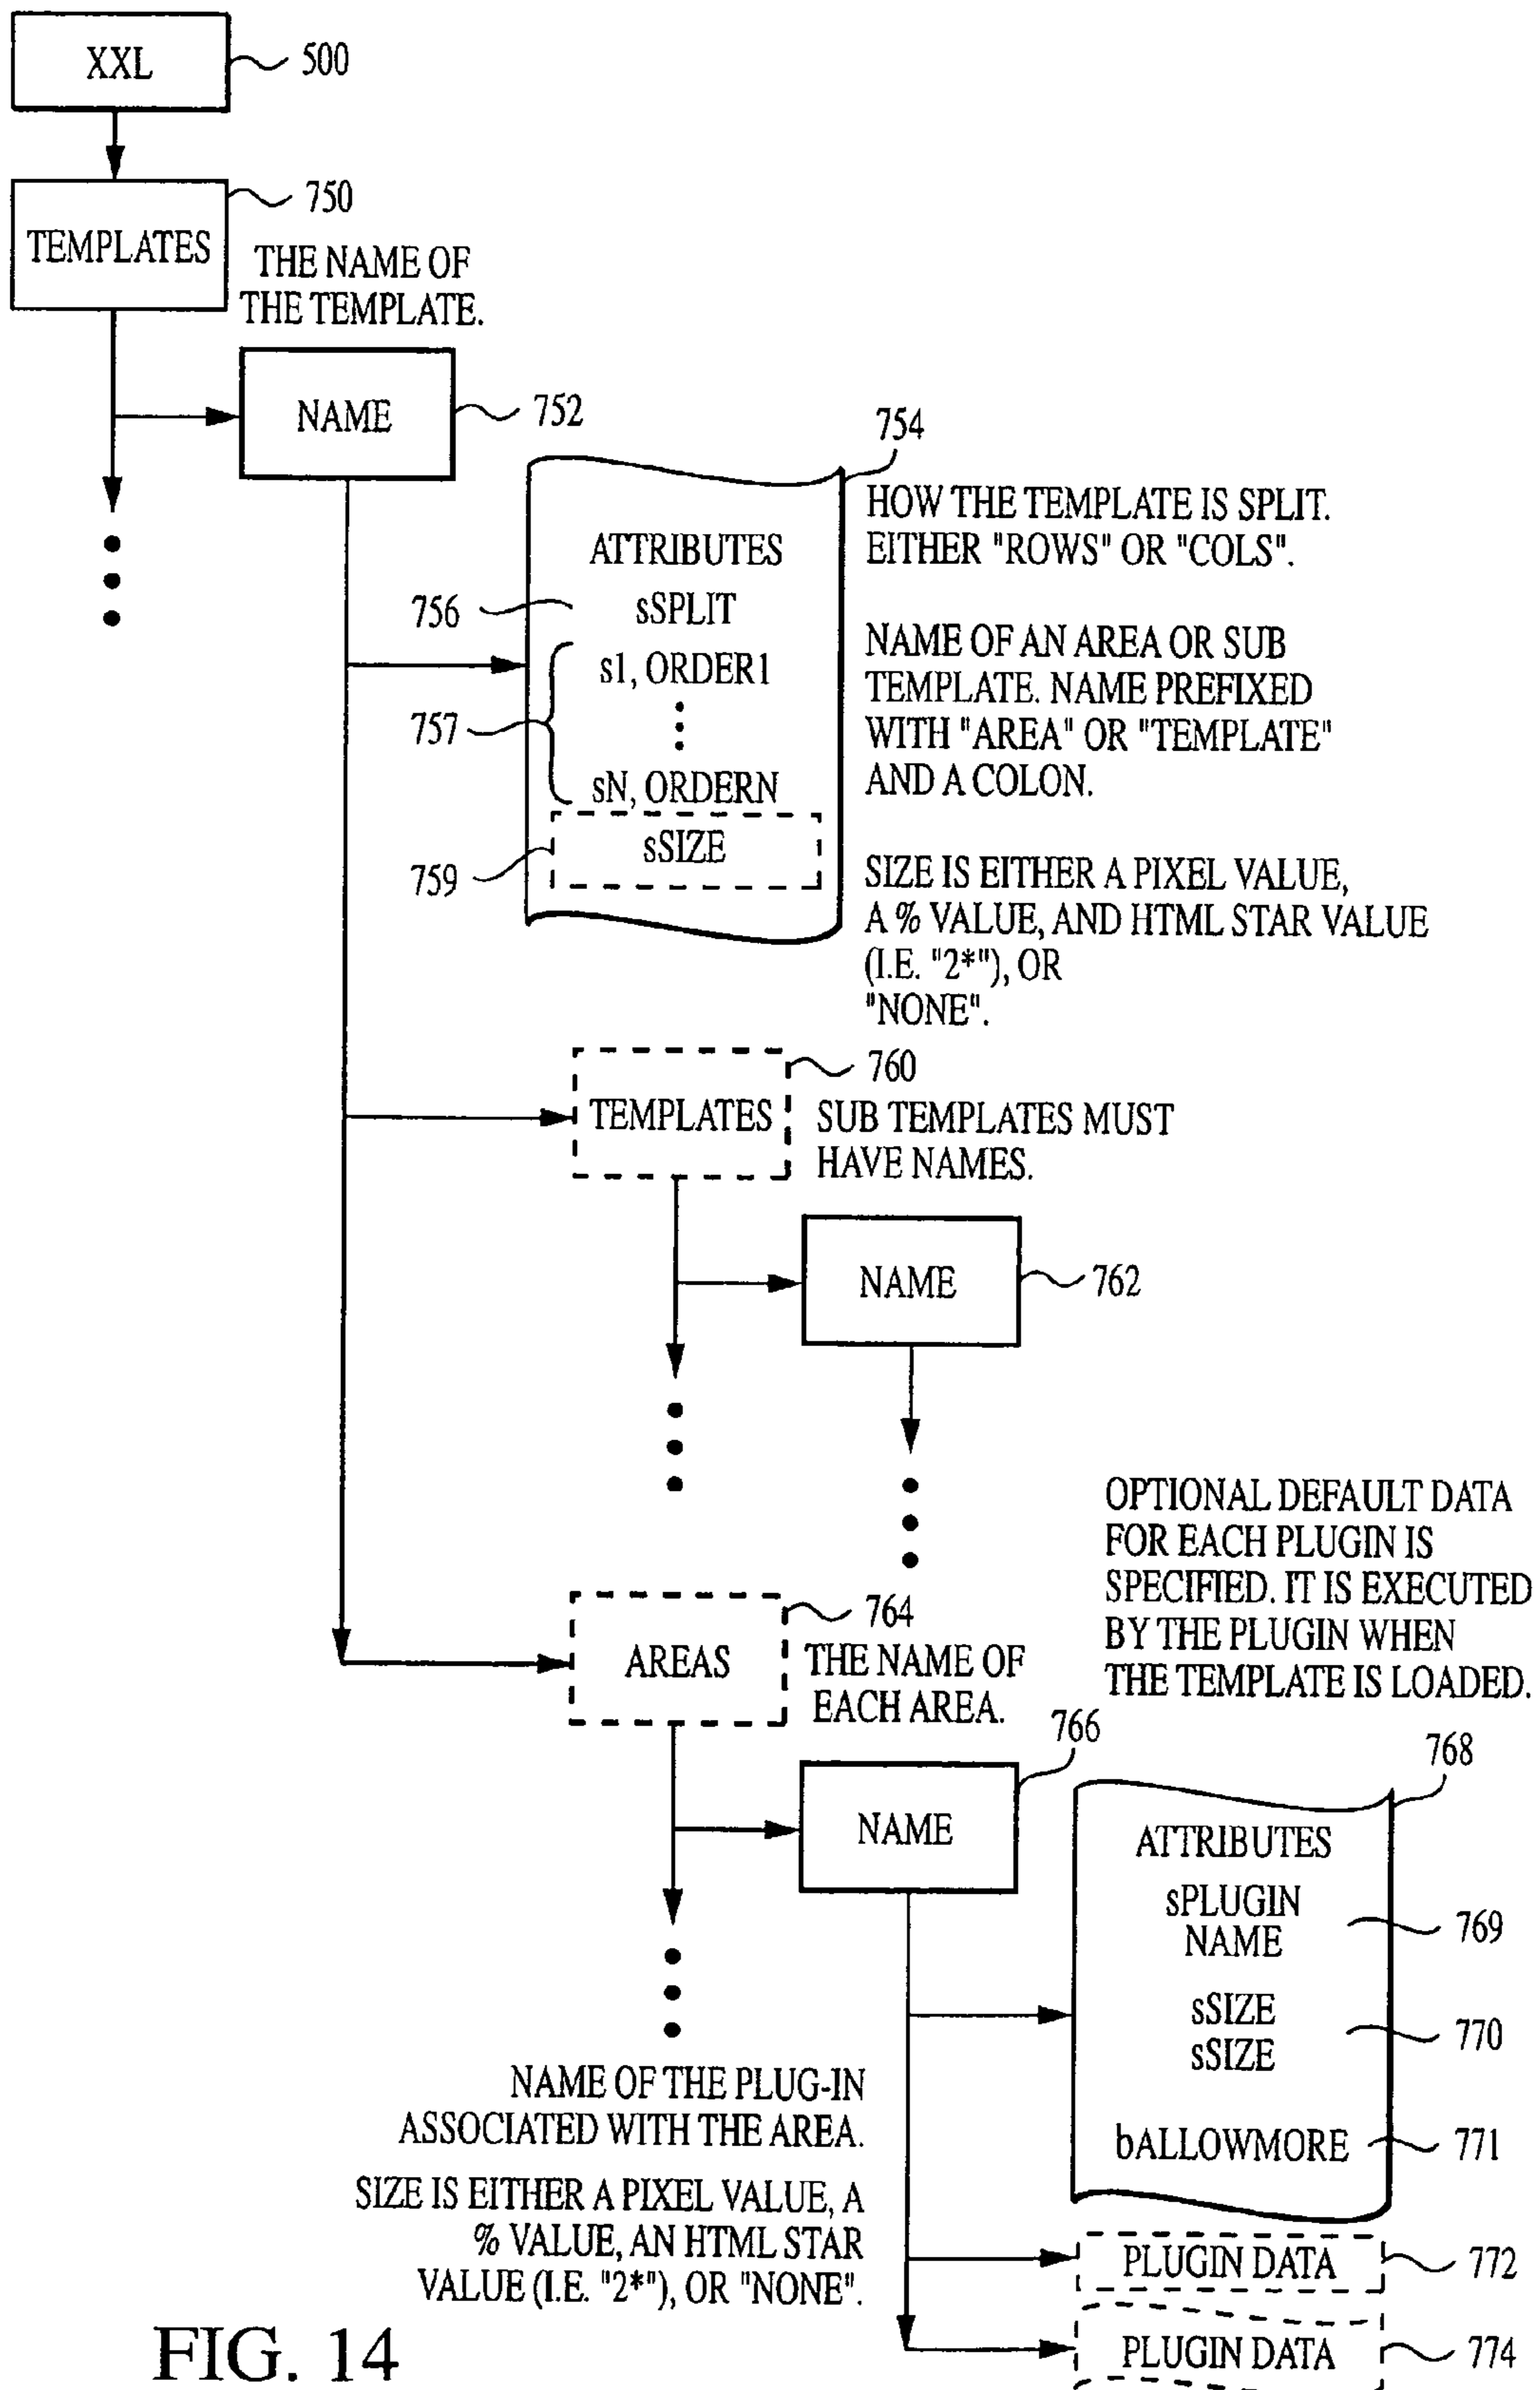 XXL
500
750
TEMPLATES
THE NAME OF
THE TEMPLATE.
NAME
752
754
HOW THE TEMPLATE IS SPLIT.
EITHER "ROWS" OR "COLS".
ATTRIBUTES
756
sSPLIT
NAME OF AN AREA OR SUB
TEMPLATE. NAME PREFIXED
WITH "AREA" OR "TEMPLATE"
AND A COLON.
s1, ORDER1
757
sN, ORDERN
sSIZE
759
SIZE IS EITHER A PIXEL VALUE,
A % VALUE, AND HTML STAR VALUE
(I.E. "2*"), OR
"NONE".
760
TEMPLATES
SUB TEMPLATES MUST
HAVE NAMES.
NAME
762
OPTIONAL DEFAULT DATA
FOR EACH PLUGIN IS
SPECIFIED. IT IS EXECUTED
BY THE PLUGIN WHEN
THE TEMPLATE IS LOADED.
764
AREAS
THE NAME OF
EACH AREA.
766
NAME
768
ATTRIBUTES
sPLUGIN
NAME
769
sSIZE
sSIZE
770
bALLOWMORE
771
NAME OF THE PLUG-IN
ASSOCIATED WITH THE AREA.
SIZE IS EITHER A PIXEL VALUE, A
% VALUE, AN HTML STAR
VALUE (I.E. "2*"), OR "NONE".
PLUGIN DATA
772
PLUGIN DATA
774
FIG. 14